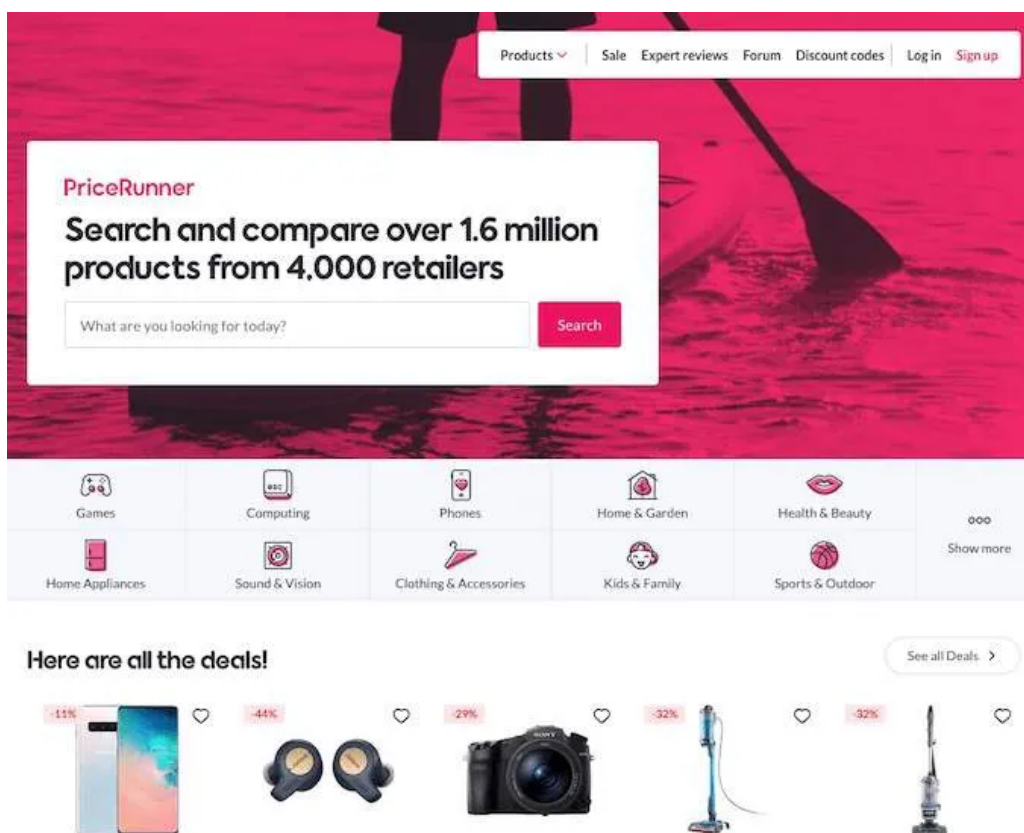 Products
Sale
Expert reviews
Forum
Discount codes
Log in
Sign up
PriceRunner
Search and compare over 1.6 million
products from 4,000 retailers
What are you looking for today?
Search
esc
Games
Computing
Phones
Home & Garden
Health & Beauty
Show more
Home Appliances
Sound & Vision
Clothing & Accessories
Kids & Family
Sports & Outdoor
Here are all the deals!
See all Deals
-11%
-44%
-29%
-32%
-32%
SONY